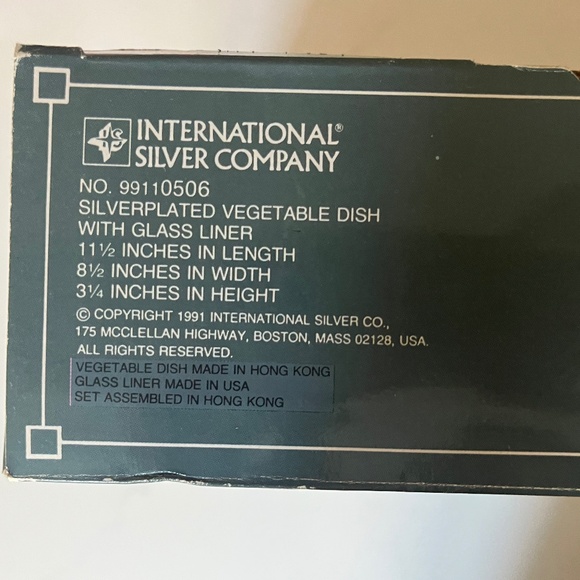 INTERNATIONAL®
SILVER COMPANY
NO. 99110506
SILVERPLATED VEGETABLE DISH
WITH GLASS LINER
11½ INCHES IN LENGTH
8½ INCHES IN WIDTH
3¼ INCHES IN HEIGHT
© COPYRIGHT 1991 INTERNATIONAL SILVER CO.,
175 MCCLELLAN HIGHWAY, BOSTON, MASS 02128, USA.
ALL RIGHTS RESERVED.
VEGETABLE DISH MADE IN HONG KONG
GLASS LINER MADE IN USA
SET ASSEMBLED IN HONG KONG